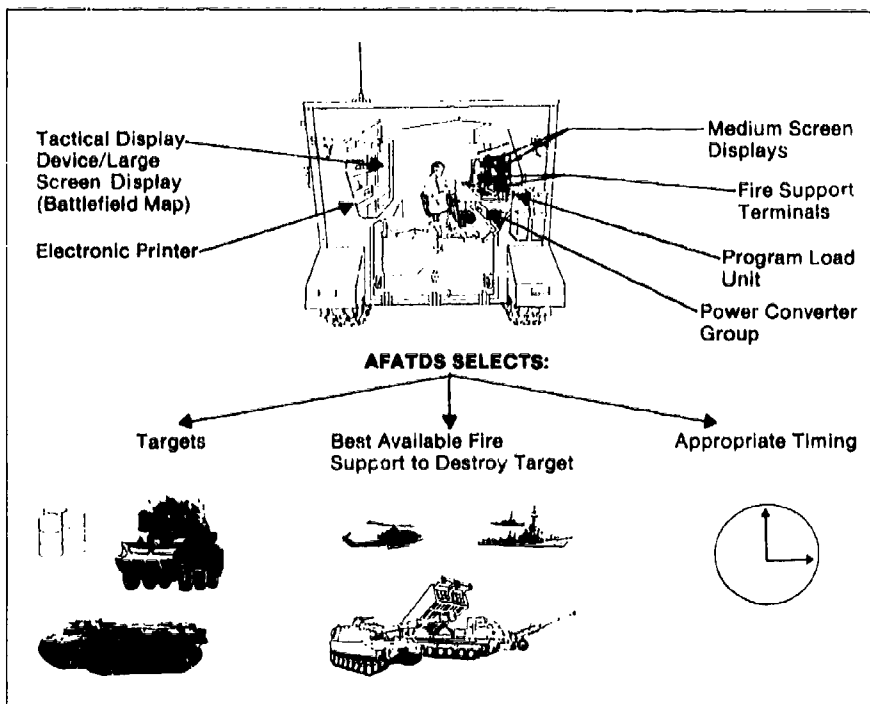 Tactical Display
Device/Large
Screen Display
(Battlefield Map)
Electronic Printer
Medium Screen
Displays
Fire Support
Terminals
Program Load
Unit
Power Converter
Group
AFATDS SELECTS:
Targets
Best Available Fire
Support to Destroy Target
Appropriate Timing